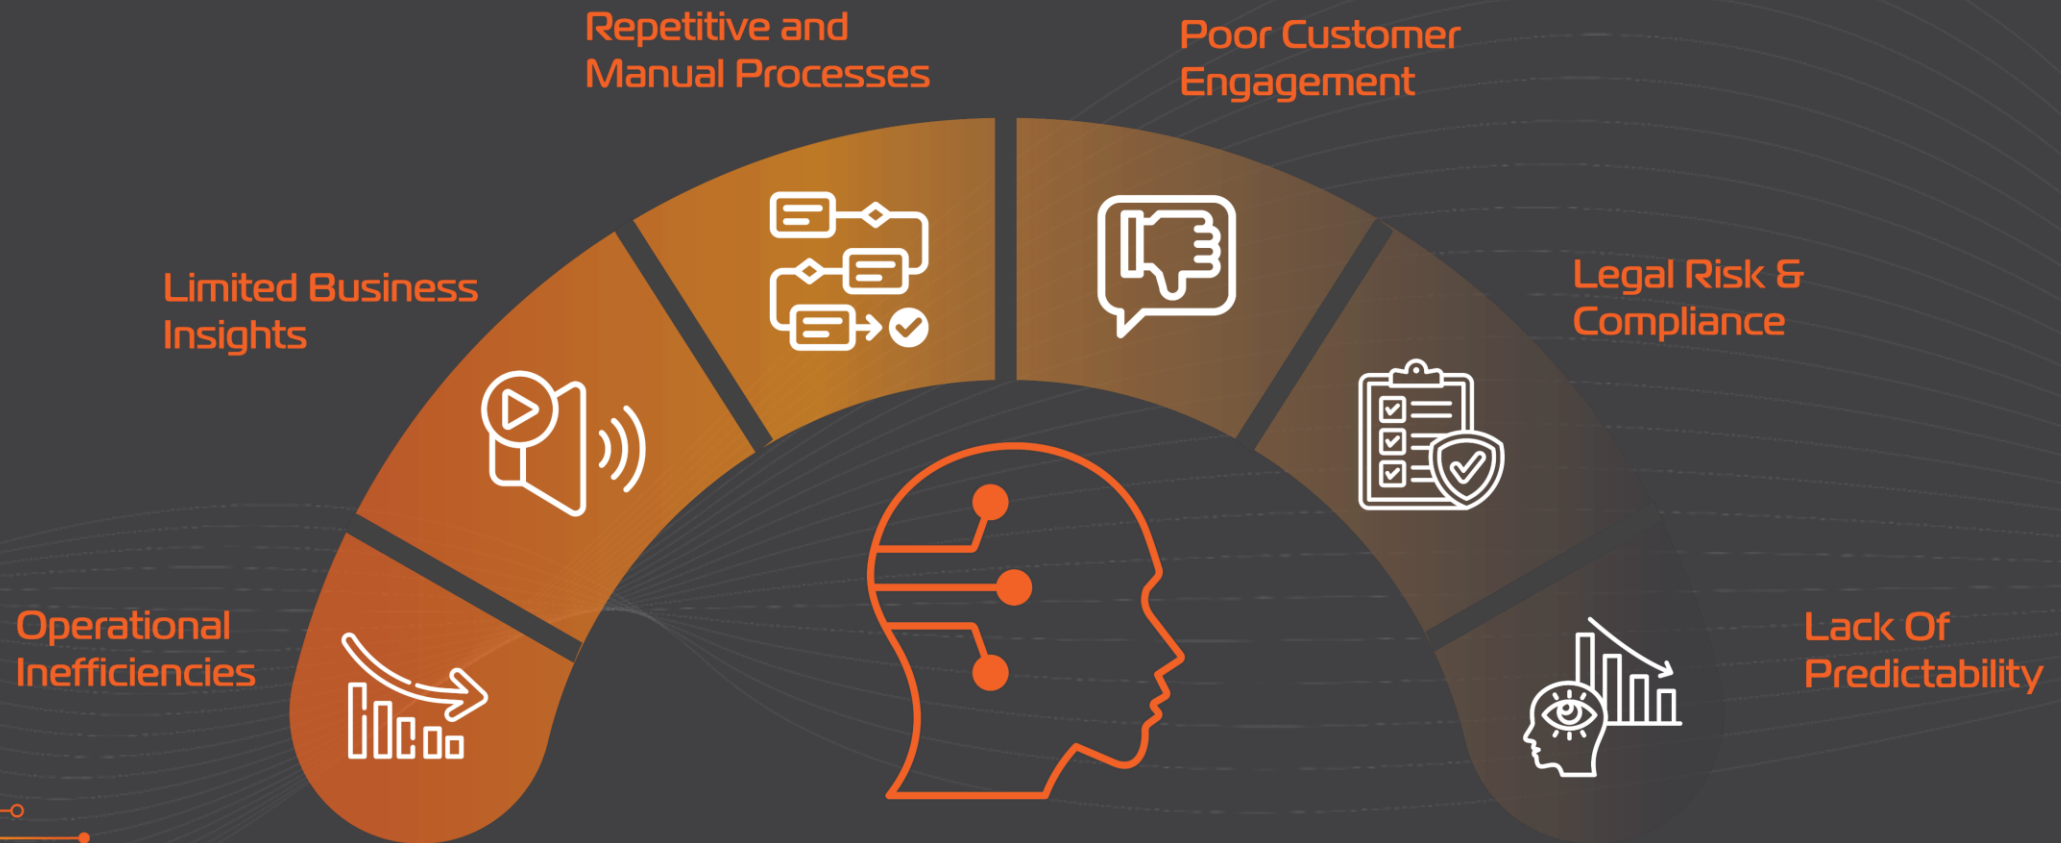 Repetitive and
Manual Processes
Poor Customer
Engagement
Limited Business
Insights
Legal Risk &
Compliance
Operational
Inefficiencies
Lack Of
Predictability